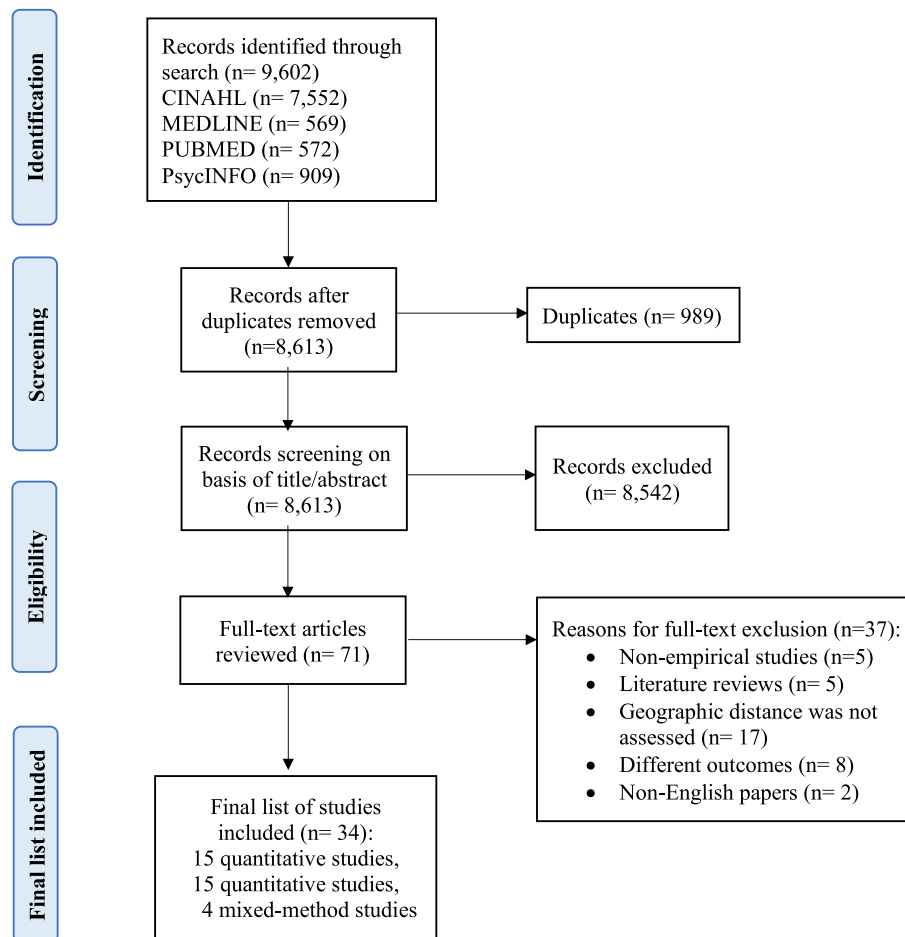 Identification
Records identified through
search (n= 9,602)
CINAHL (n= 7,552)
MEDLINE (n= 569)
PUBMED (n= 572)
PsycINFO (n= 909)
Screening
Records after
duplicates removed
(n=8,613)
Duplicates (n= 989)
Records screening on
basis of title/abstract
(n= 8,613)
Records excluded
(n= 8,542)
Eligibility
Full-text articles
reviewed (n= 71)
Reasons for full-text exclusion (n=37):
• Non-empirical studies (n=5)
• Literature reviews (n= 5)
• Geographic distance was not
assessed (n= 17)
• Different outcomes (n= 8)
• Non-English papers (n= 2)
Final list included
Final list of studies
included (n= 34):
15 quantitative studies,
15 quantitative studies,
4 mixed-method studies